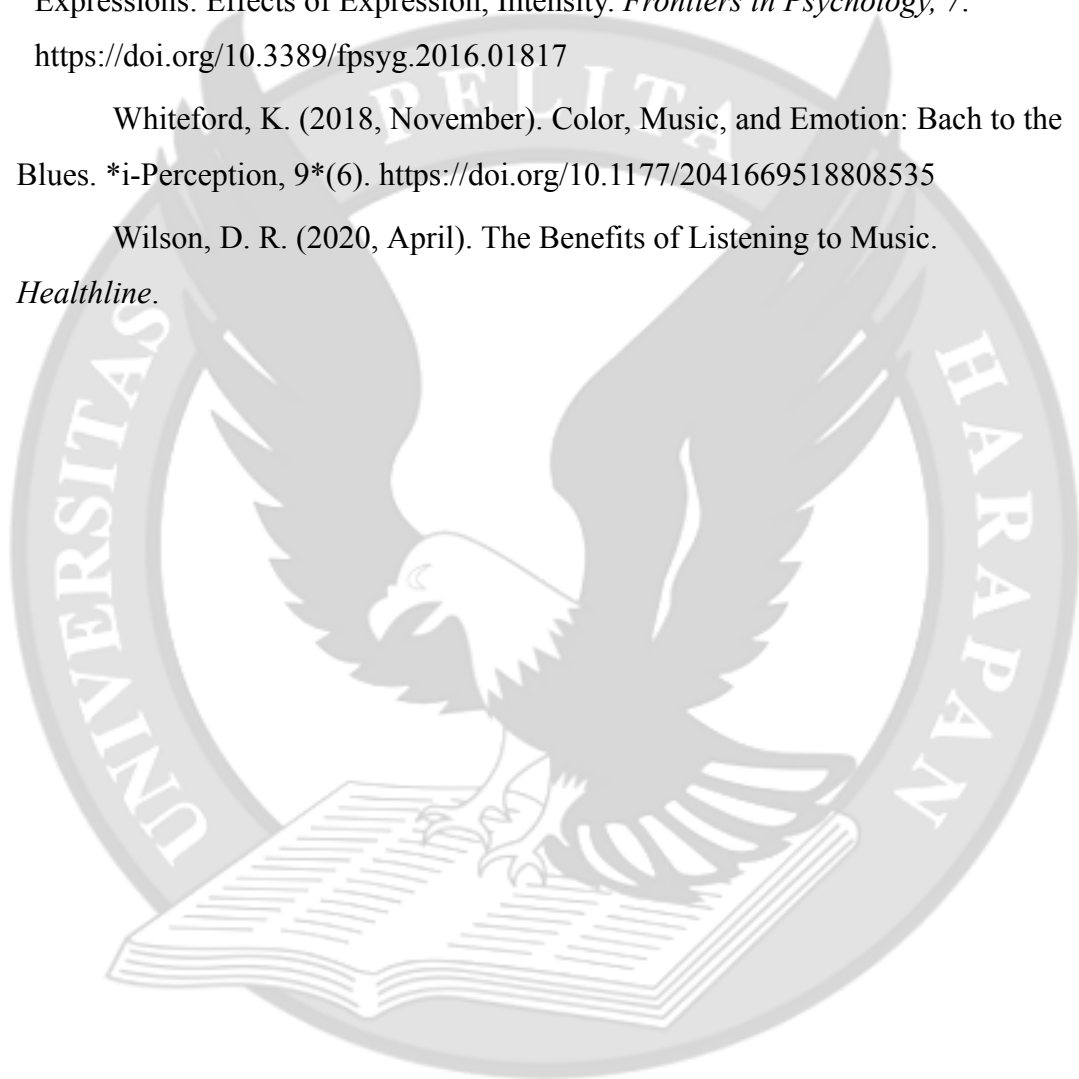 Expressions: Effects of Expression, Intensity. Frontiers in Psychology, 7.
https://doi.org/10.3389/fpsyg.2016.01817
Whiteford, K. (2018, November). Color, Music, and Emotion: Bach to the
Blues. *i-Perception, 9*(6). https://doi.org/10.1177/2041669518808535
Wilson, D. R. (2020, April). The Benefits of Listening to Music.
Healthline.
UNIVERSITAS PELITA HARAPAN